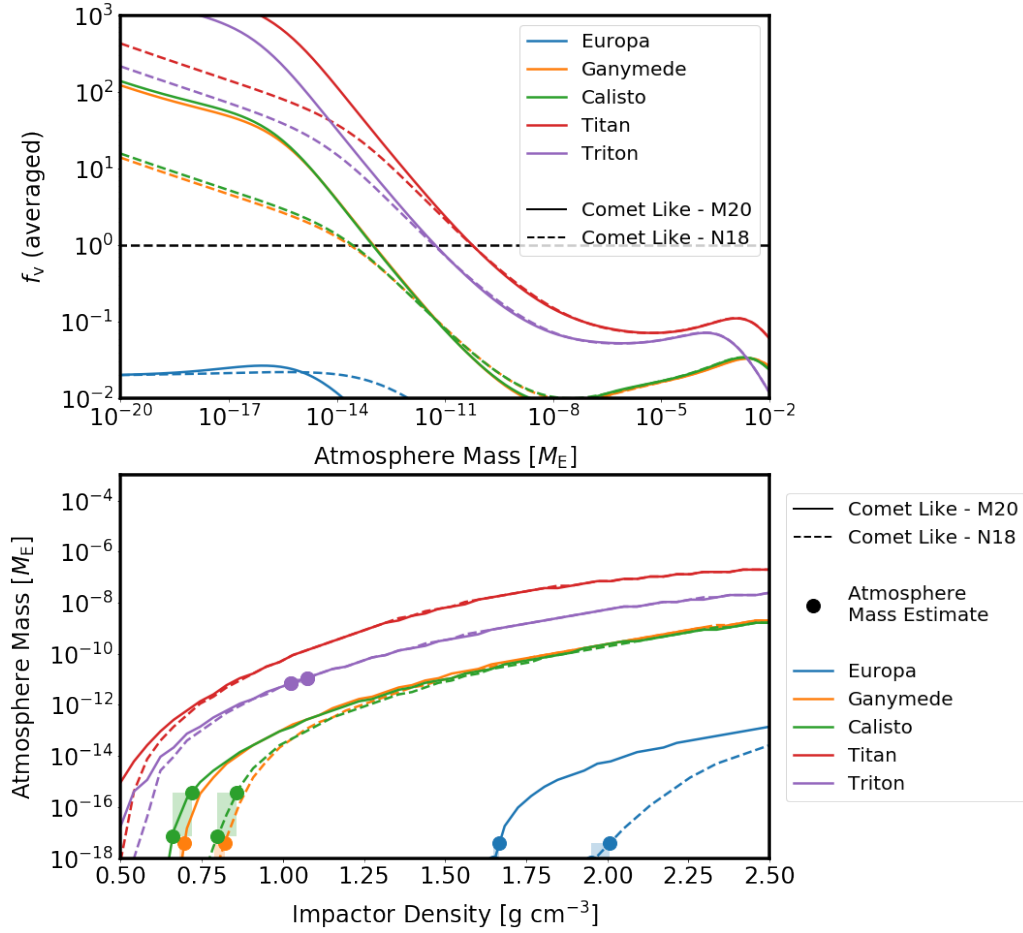 10^3
10^2
10^1
10^0
10^-1
10^-2
f_v (averaged)
Europa
Ganymede
Calisto
Titan
Triton
Comet Like - M20
Comet Like - N18
10^-20
10^-17
10^-14
10^-11
10^-8
10^-5
10^-2
Atmosphere Mass [M_E]
10^-4
10^-6
10^-8
10^-10
10^-12
10^-14
10^-16
10^-18
Atmosphere Mass [M_E]
0.50
0.75
1.00
1.25
1.50
1.75
2.00
2.25
2.50
Impactor Density [g cm^-3]
Comet Like - M20
Comet Like - N18
Atmosphere
Mass Estimate
Europa
Ganymede
Calisto
Titan
Triton